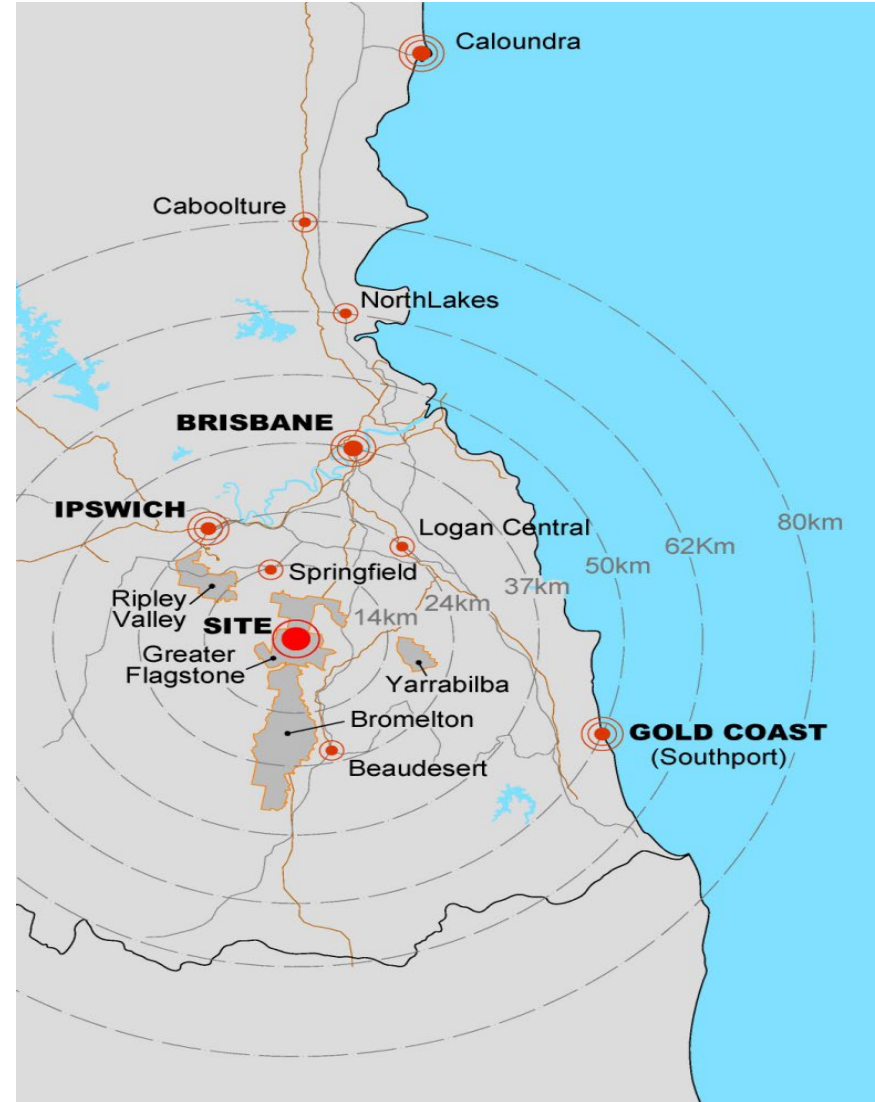 Caloundra
Caboolture
NorthLakes
BRISBANE
IPSWICH
Logan Central
80km
62Km
50km
37km
24km
14km
Springfield
Ripley
Valley
SITE
Greater
Flagstone
Yarrabilba
Bromelton
GOLD COAST
(Southport)
Beaudesert